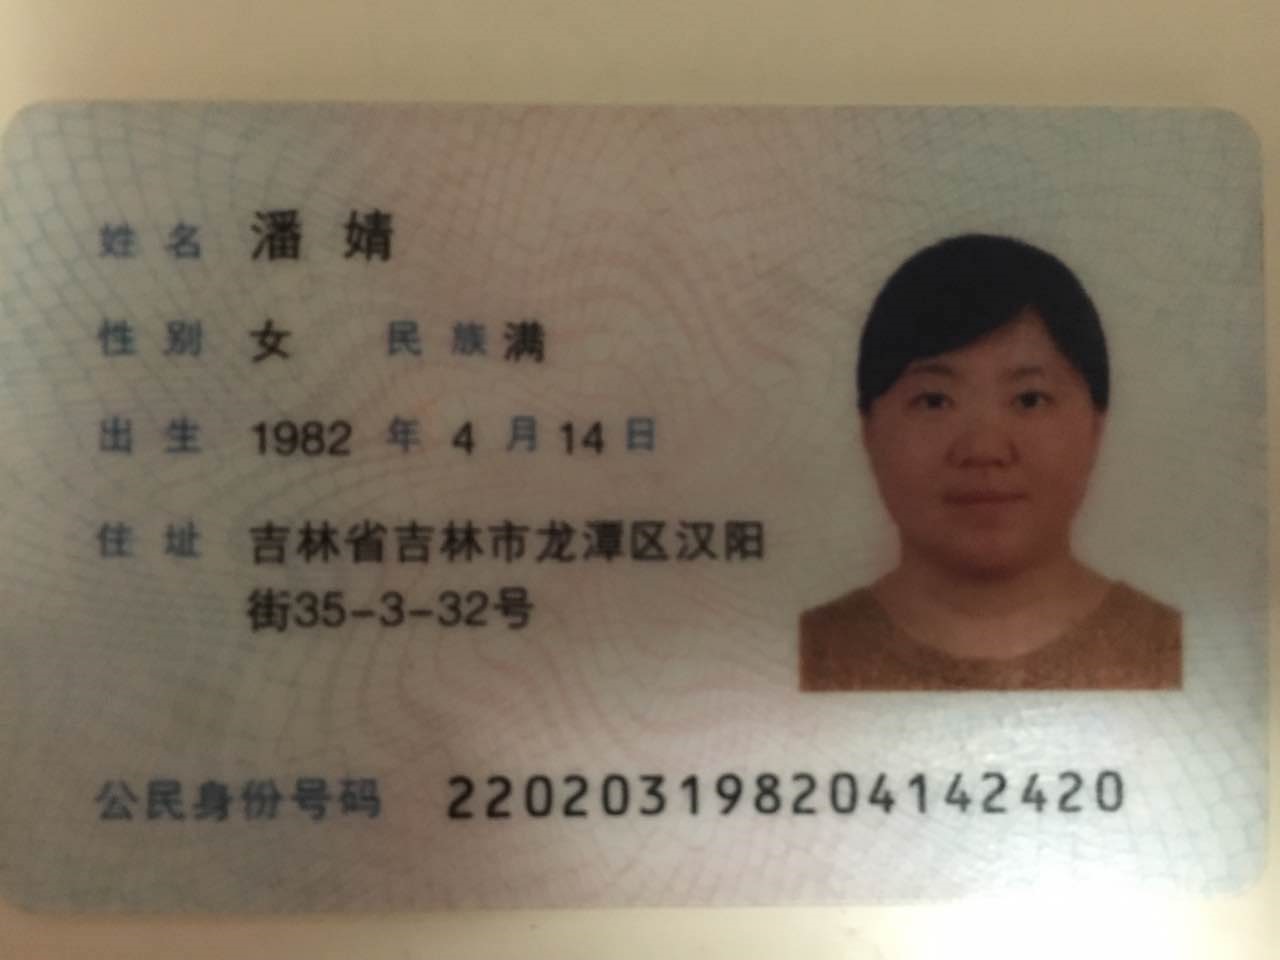 姓名 潘婧
性别 女 民族 满
出生 1982 年 4 月 14 日
住址 吉林省吉林市龙潭区汉阳
街35-3-32号
公民身份号码 220203198204142420